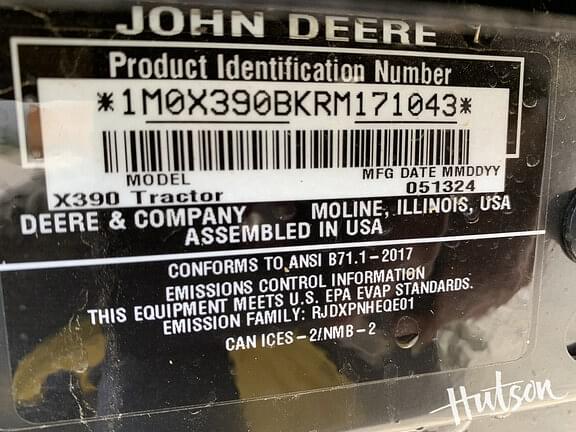 JOHN DEERE
Product Identification Number
*1M0X390BKRM171043*
MODEL MFG DATE MMDDYY
X390 Tractor 051324
DEERE & COMPANY MOLINE, ILLINOIS, USA
ASSEMBLED IN USA
CONFORMS TO ANSI B71.1-2017
EMISSIONS CONTROL INFORMATION
THIS EQUIPMENT MEETS U.S. EPA EVAP STANDARDS.
EMISSION FAMILY: RJDXPNHEQE01
CAN ICES-2/NMB-2
Hutson